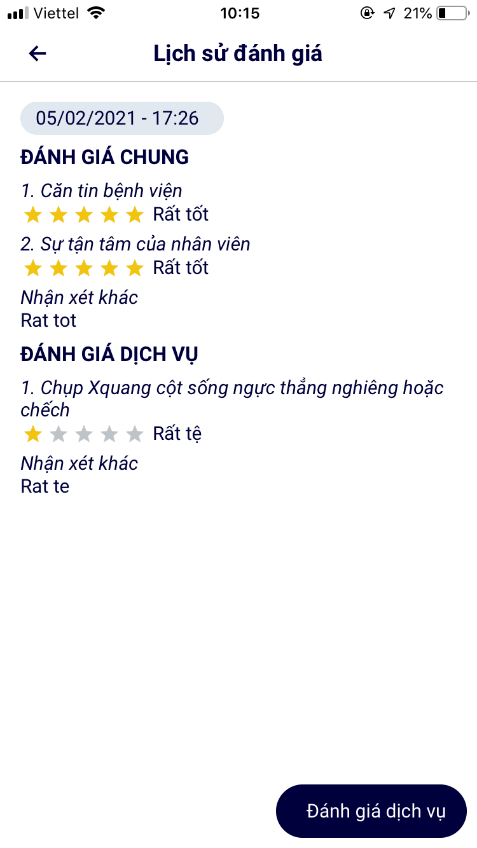 Viettel 10:15 21%
Lịch sử đánh giá
05/02/2021 - 17:26
ĐÁNH GIÁ CHUNG
1. Căn tin bệnh viện
Rất tốt
2. Sự tận tâm của nhân viên
Rất tốt
Nhận xét khác
Rat tot
ĐÁNH GIÁ DỊCH VỤ
1. Chụp Xquang cột sống ngực thẳng nghiêng hoặc
chếch
Rất tệ
Nhận xét khác
Rat te
Đánh giá dịch vụ